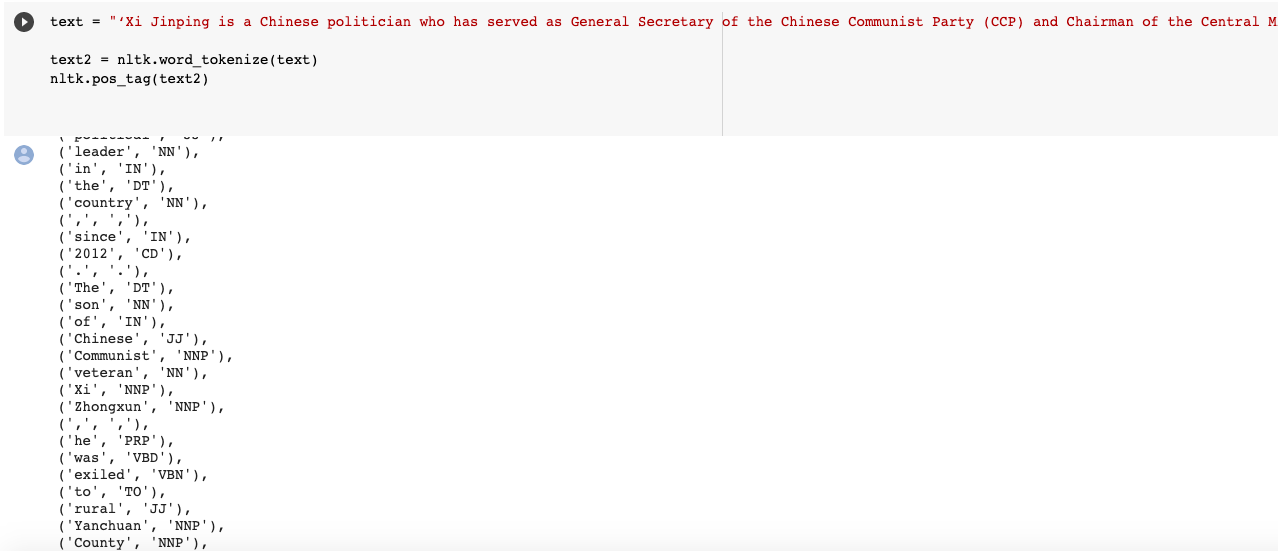 text = "‘Xi Jinping is a Chinese politician who has served as General Secretary of the Chinese Communist Party (CCP) and Chairman of the Central M
text2 = nltk.word_tokenize(text)
nltk.pos_tag(text2)
('leader', 'NN'),
('in', 'IN'),
('the', 'DT'),
('country', 'NN'),
(',', ','),
('since', 'IN'),
('2012', 'CD'),
('.', '.'),
('The', 'DT'),
('son', 'NN'),
('of', 'IN'),
('Chinese', 'JJ'),
('Communist', 'NNP'),
('veteran', 'NN'),
('Xi', 'NNP'),
('Zhongxun', 'NNP'),
(',', ','),
('he', 'PRP'),
('was', 'VBD'),
('exiled', 'VBN'),
('to', 'TO'),
('rural', 'JJ'),
('Yanchuan', 'NNP'),
('County', 'NNP'),